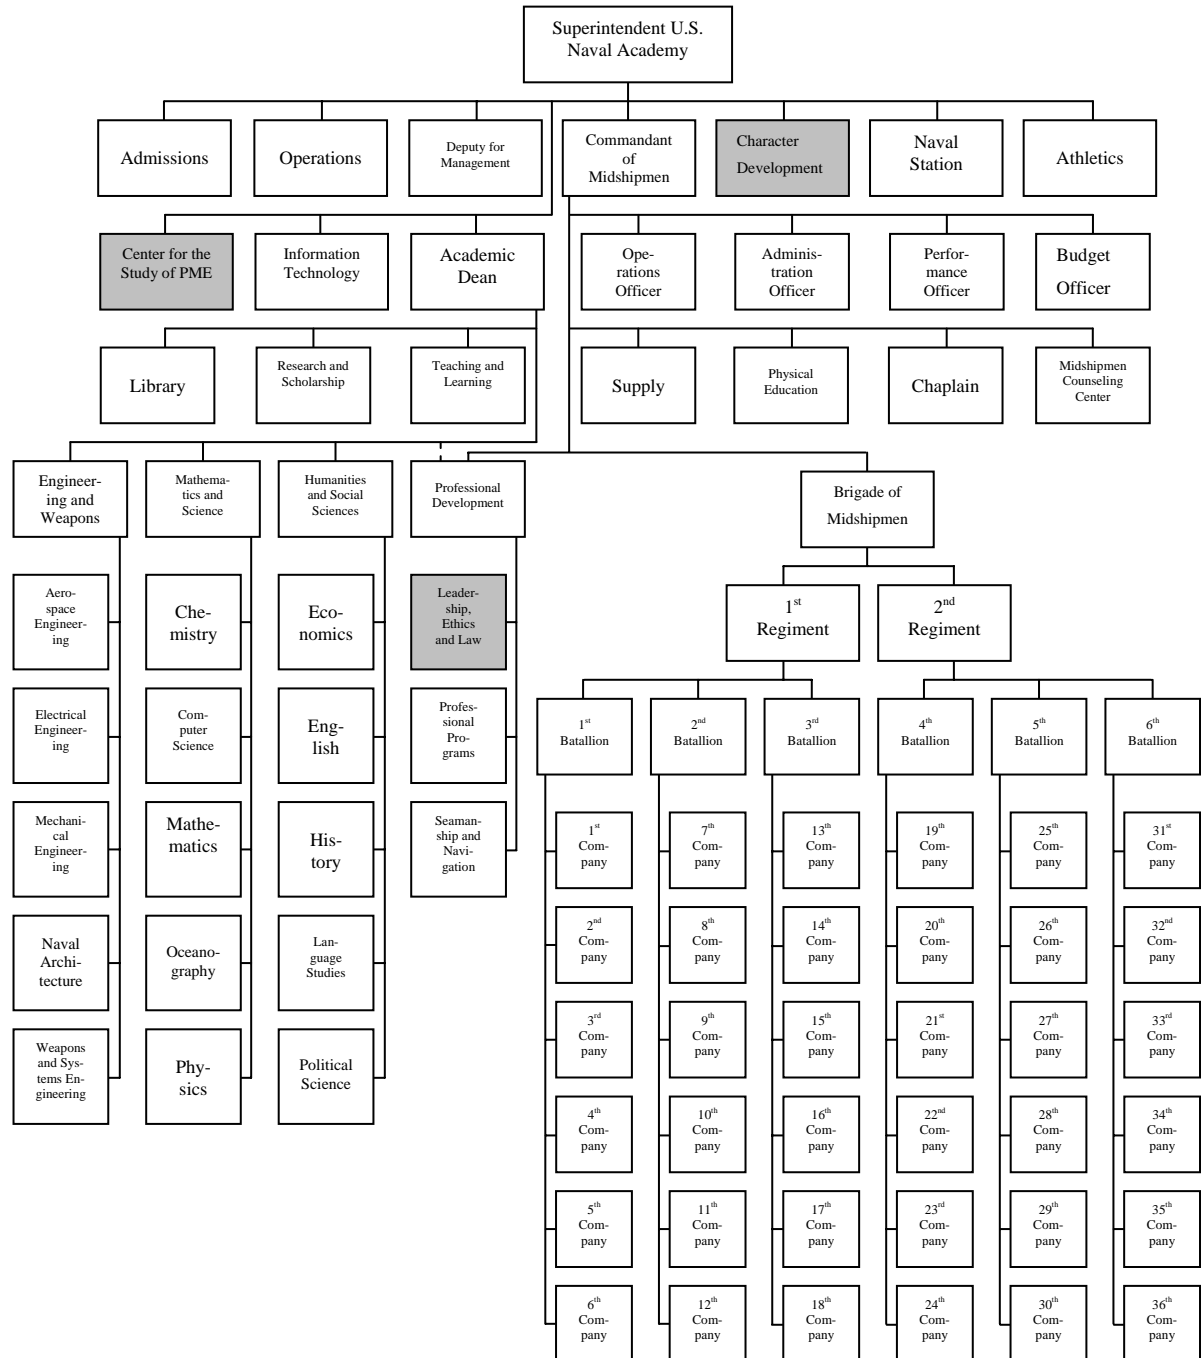 Superintendent U.S.
Naval Academy
Admissions
Operations
Deputy for
Management
Commandant
of
Midshipmen
Character
Development
Naval
Station
Athletics
Center for the
Study of PME
Information
Technology
Academic
Dean
Ope-
rations
Officer
Adminis-
tration
Officer
Perfor-
mance
Officer
Budget
Officer
Library
Research and
Scholarship
Teaching and
Learning
Supply
Physical
Education
Chaplain
Midshipmen
Counseling
Center
Engineer-
ing and
Weapons
Mathema-
tics and
Science
Humanities
and Social
Sciences
Professional
Development
Brigade of
Midshipmen
Aero-
space
Engineer-
ing
Che-
mistry
Eco-
nomics
Leader-
ship,
Ethics
and Law
1st
Regiment
2nd
Regiment
Electrical
Engineer-
ing
Com-
puter
Science
Eng-
lish
Profes-
sional
Pro-
grams
1st
Batallion
2nd
Batallion
3rd
Batallion
4th
Batallion
5th
Batallion
6th
Batallion
Mechani-
cal
Engineer-
ing
Mathe-
matics
His-
tory
Seaman-
ship and
Navi-
gation
1st
Com-
pany
7th
Com-
pany
13th
Com-
pany
19th
Com-
pany
25th
Com-
pany
31st
Com-
pany
Naval
Archi-
tecture
Oceano-
graphy
Lan-
guage
Studies
2nd
Com-
pany
8th
Com-
pany
14th
Com-
pany
20th
Com-
pany
26th
Com-
pany
32nd
Com-
pany
Weapons
and Sys-
tems En-
gineering
Phy-
sics
Political
Science
3rd
Com-
pany
9th
Com-
pany
15th
Com-
pany
21st
Com-
pany
27th
Com-
pany
33rd
Com-
pany
4th
Com-
pany
10th
Com-
pany
16th
Com-
pany
22nd
Com-
pany
28th
Com-
pany
34th
Com-
pany
5th
Com-
pany
11th
Com-
pany
17th
Com-
pany
23rd
Com-
pany
29th
Com-
pany
35th
Com-
pany
6th
Com-
pany
12th
Com-
pany
18th
Com-
pany
24th
Com-
pany
30th
Com-
pany
36th
Com-
pany